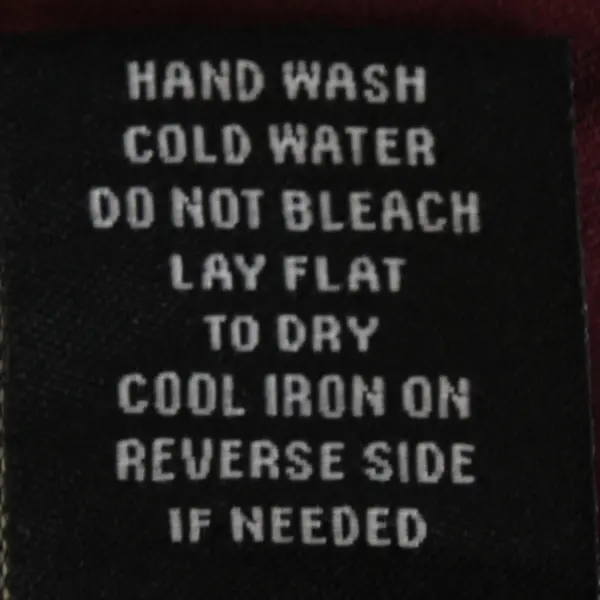 HAND WASH
COLD WATER
DO NOT BLEACH
LAY FLAT
TO DRY
COOL IRON ON
REVERSE SIDE
IF NEEDED